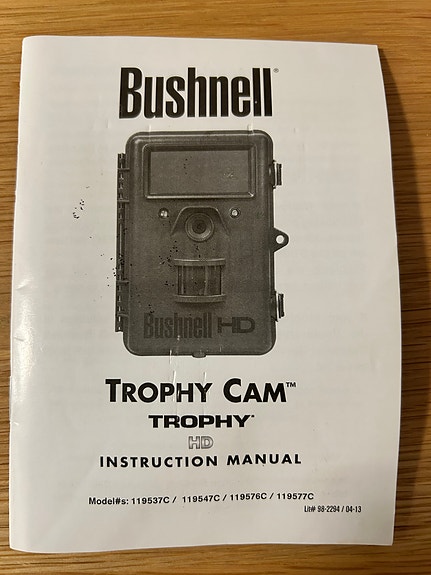 Bushnell®
Bushnell HD
TROPHY CAM™
TROPHY®
HD
INSTRUCTION MANUAL
Model#s: 119537C / 119547C / 119576C / 119577C
Lit# 98-2294 / 04-13